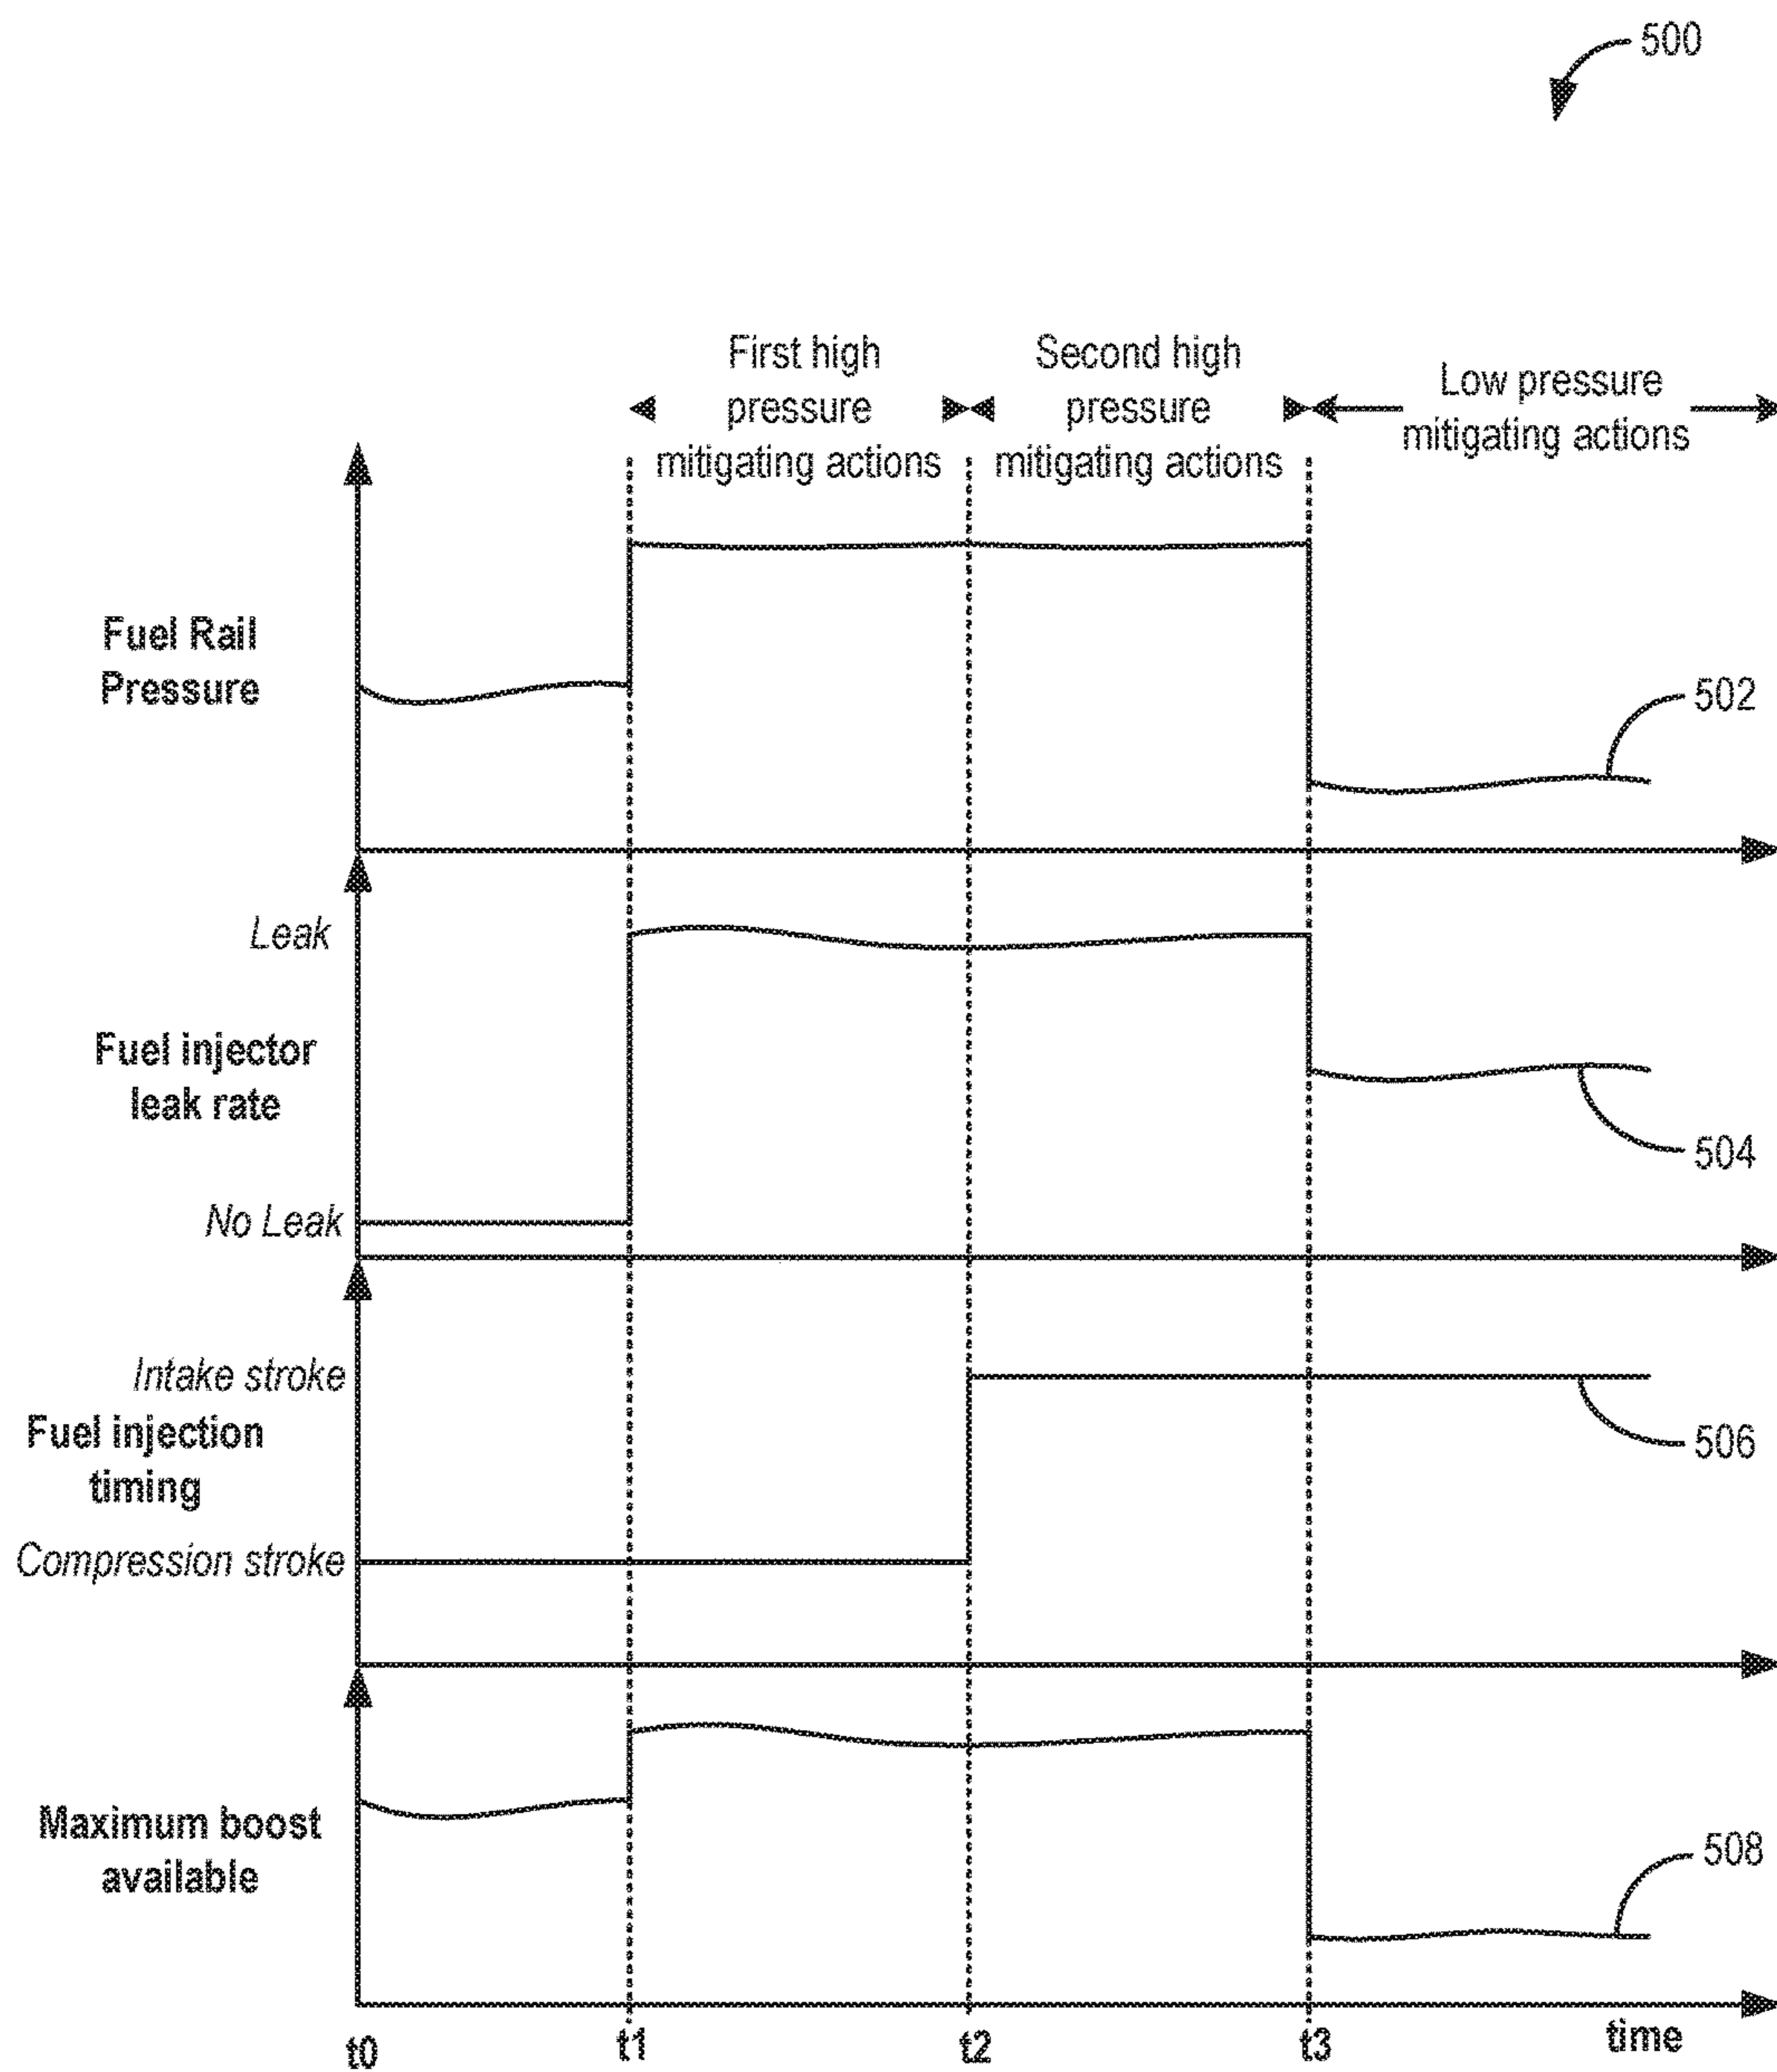 500
First high
pressure
mitigating actions
Second high
pressure
mitigating actions
Low pressure
mitigating actions
Fuel Rail
Pressure
502
Leak
Fuel injector
leak rate
504
No Leak
Intake stroke
Fuel injection
timing
506
Compression stroke
Maximum boost
available
508
t0
t1
t2
t3
time